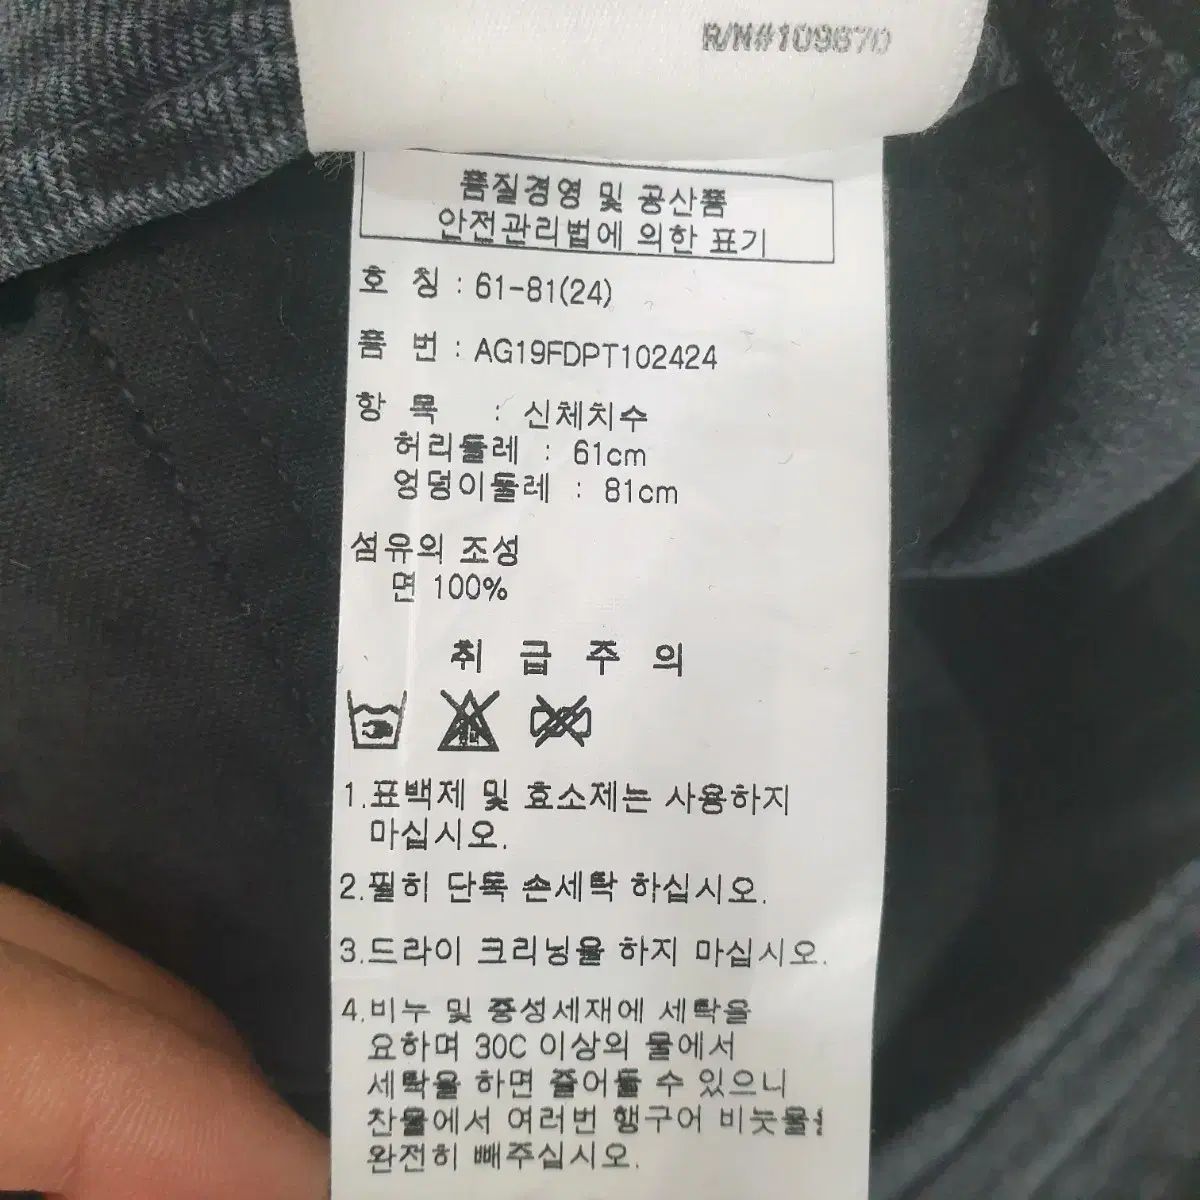 R/N#109670
품질경영 및 공산품
안전관리법에 의한 표기
호 칭 : 61-81(24)
품 번 : AG19FDPT102424
항 목 : 신체치수
허리둘레 : 61cm
엉덩이둘레 : 81cm
섬유의 조성
면 100%
취 급 주 의
1.표백제 및 효소제는 사용하지
마십시오.
2.필히 단독 손세탁 하십시오.
3.드라이 크리닝을 하지 마십시오.
4.비누 및 중성세재에 세탁을
요하며 30C 이상의 물에서
세탁을 하면 줄어들 수 있으니
찬물에서 여러번 행구어 비눗물을
완전히 빼주십시오.